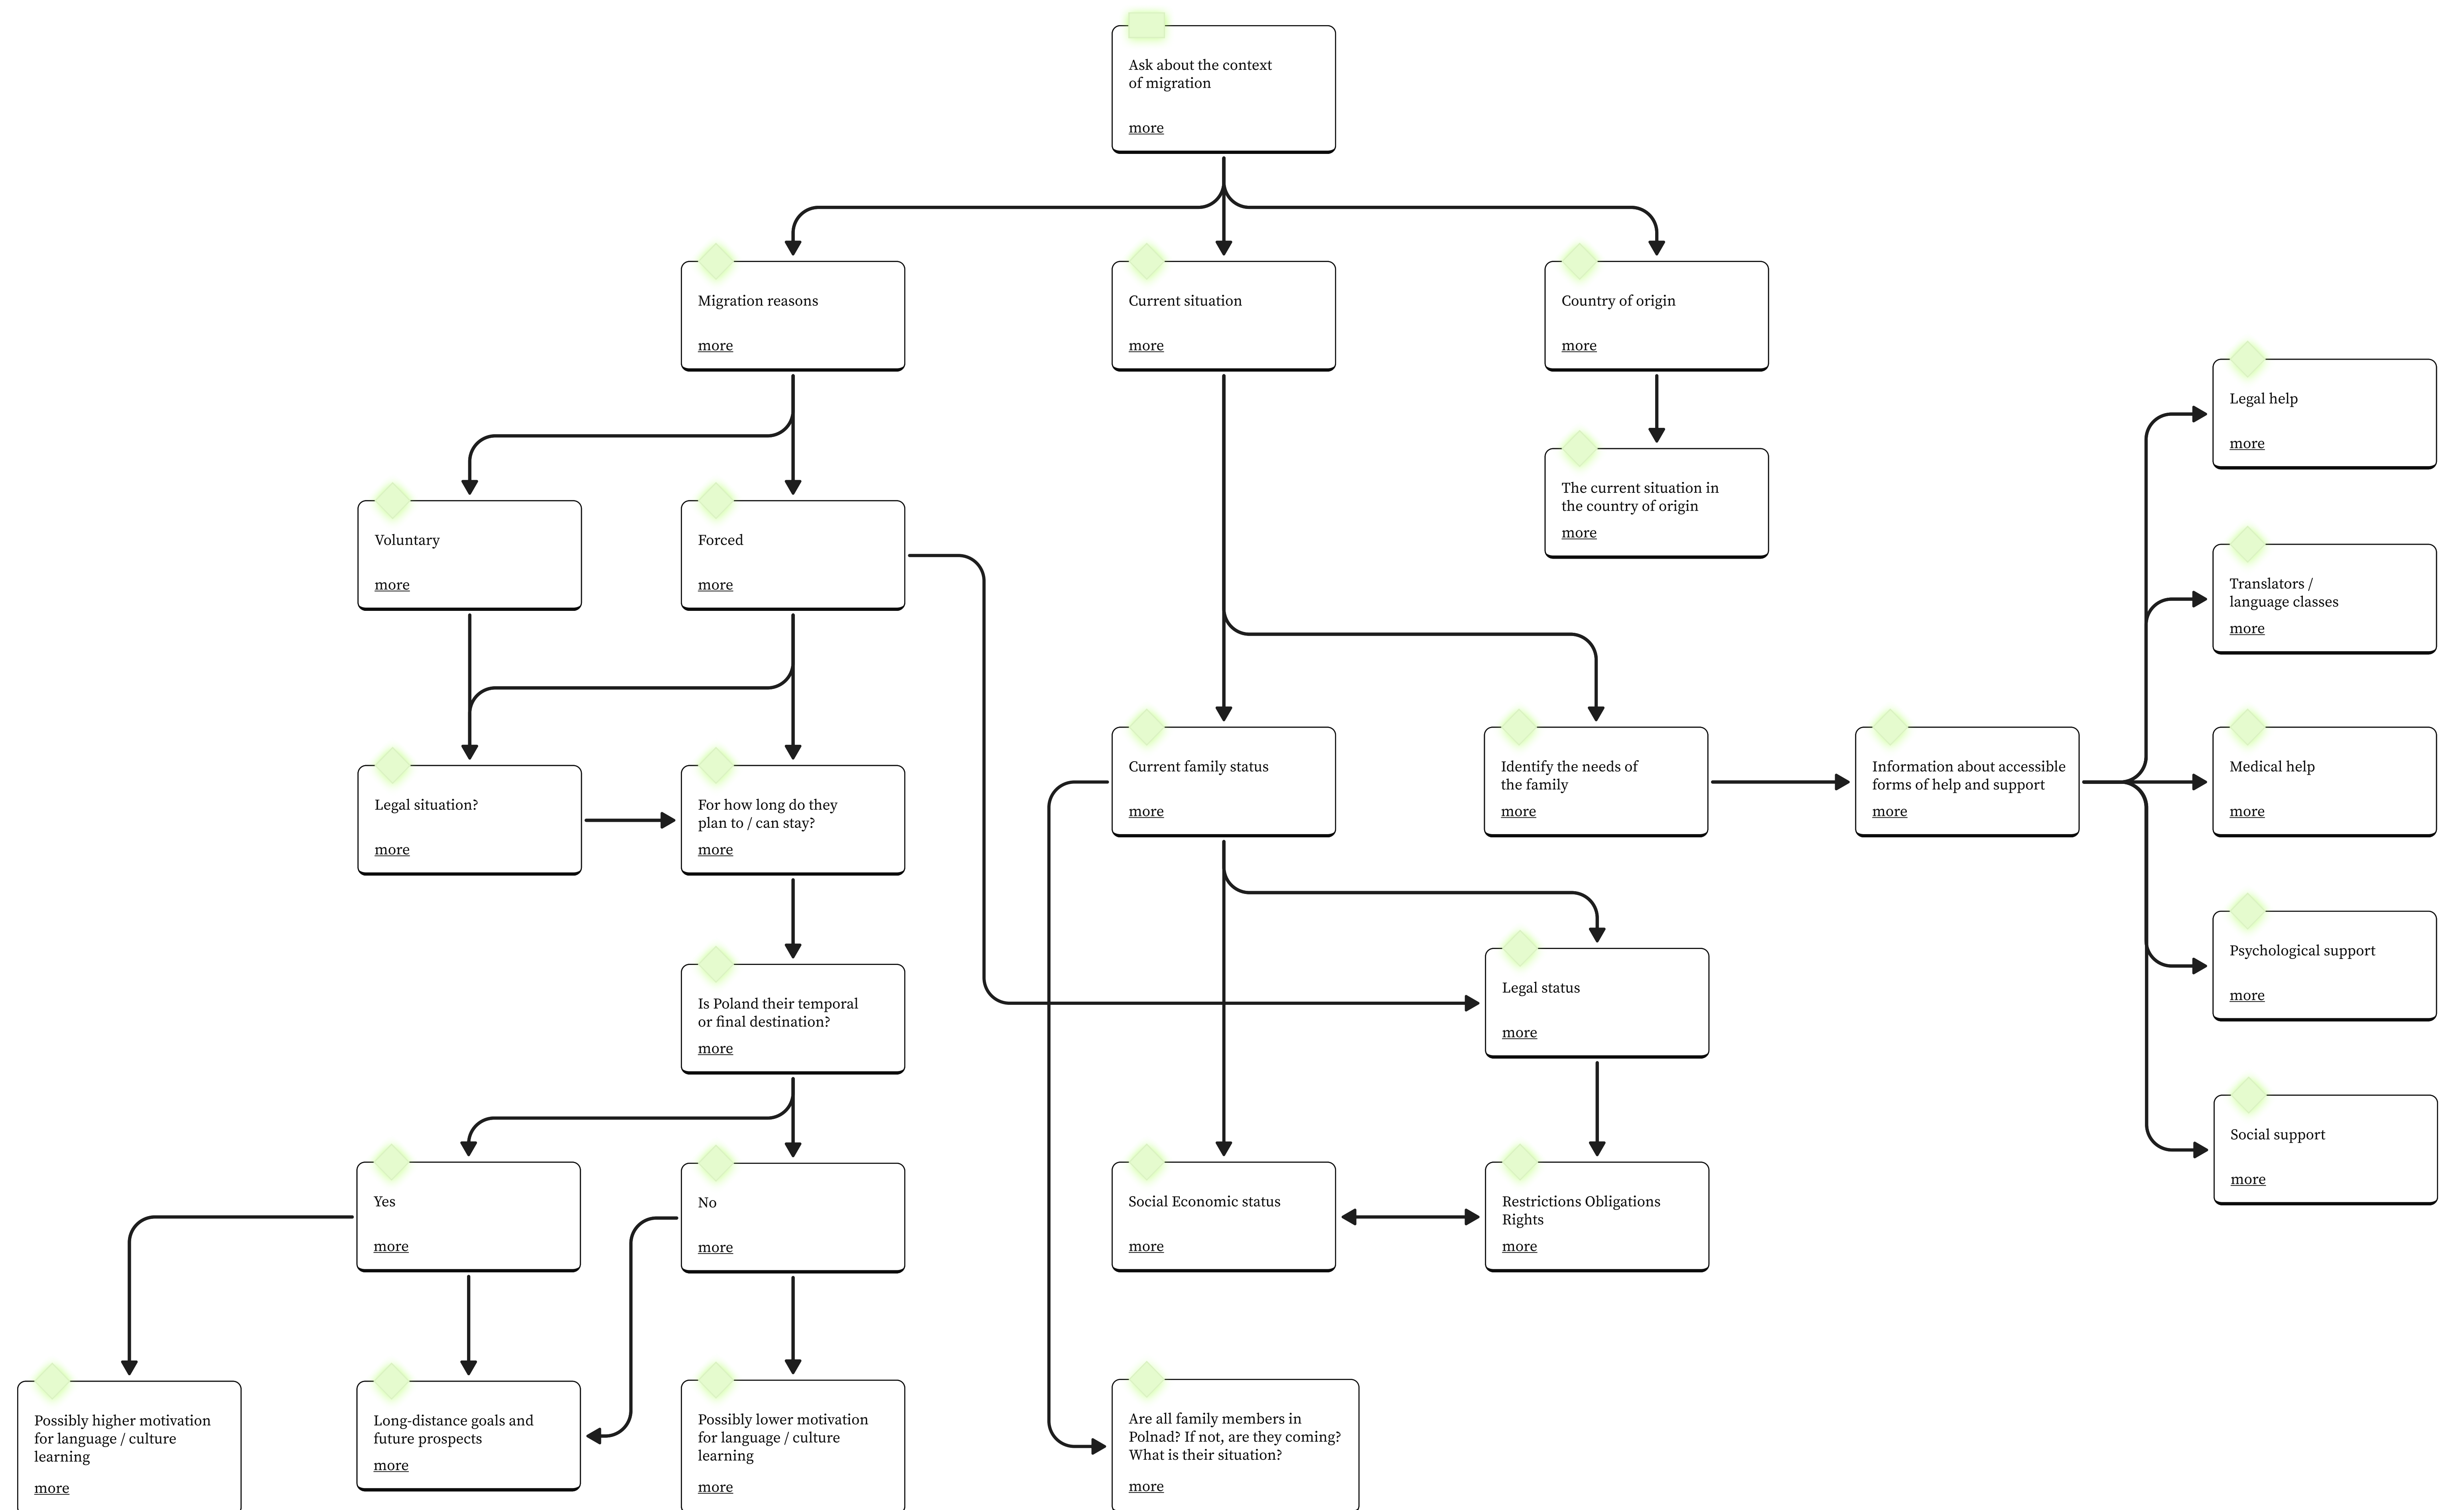 Ask about the context
of migration
more
Migration reasons
more
Current situation
more
Country of origin
more
Legal help
more
The current situation in
the country of origin
more
Voluntary
more
Forced
more
Translators /
language classes
more
Legal situation?
more
For how long do they
plan to / can stay?
more
Current family status
more
Identify the needs of
the family
more
Information about accessible
forms of help and support
more
Medical help
more
Is Poland their temporal
or final destination?
more
Legal status
more
Psychological support
more
Yes
more
No
more
Social Economic status
more
Restrictions Obligations
Rights
more
Social support
more
Possibly higher motivation
for language / culture
learning
more
Long-distance goals and
future prospects
more
Possibly lower motivation
for language / culture
learning
more
Are all family members in
Polnad? If not, are they coming?
What is their situation?
more